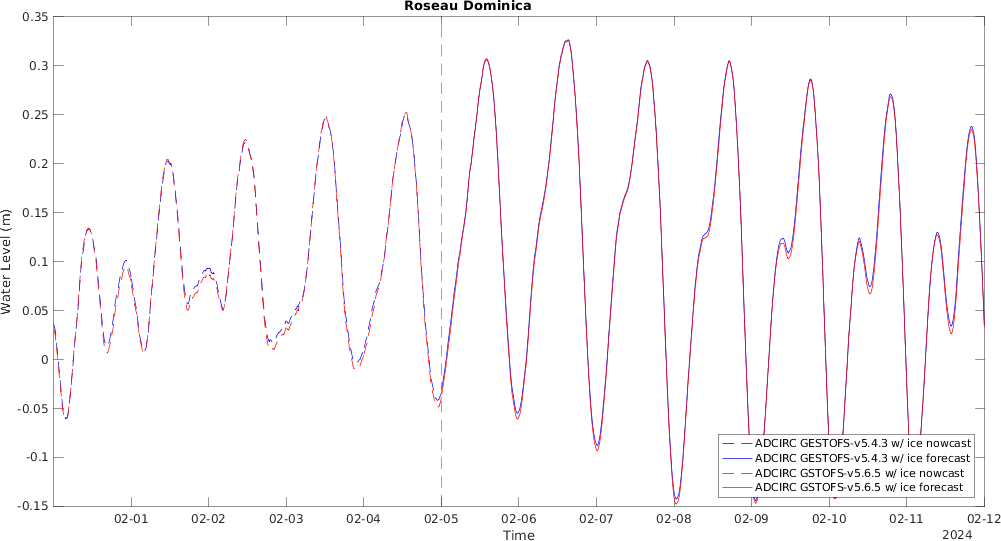 Roseau Dominica
Water Level (m)
0.35
0.3
0.25
0.2
0.15
0.1
0.05
0
-0.05
-0.1
-0.15
ADCIRC GESTOFS-v5.4.3 w/ ice nowcast
ADCIRC GESTOFS-v5.4.3 w/ ice forecast
ADCIRC GSTOFS-v5.6.5 w/ ice nowcast
ADCIRC GSTOFS-v5.6.5 w/ ice forecast
02-01 02-02 02-03 02-04 02-05 02-06 02-07 02-08 02-09 02-10 02-11 02-12
Time
2024